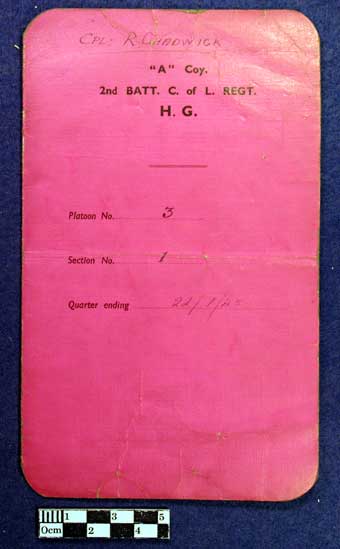 CPL. R. CHADWICK
"A" Coy.
2nd BATT. C. of L. REGT.
H. G.
Platoon No. 3
Section No. 1
Quarter ending
1 3 5
0cm 2 4